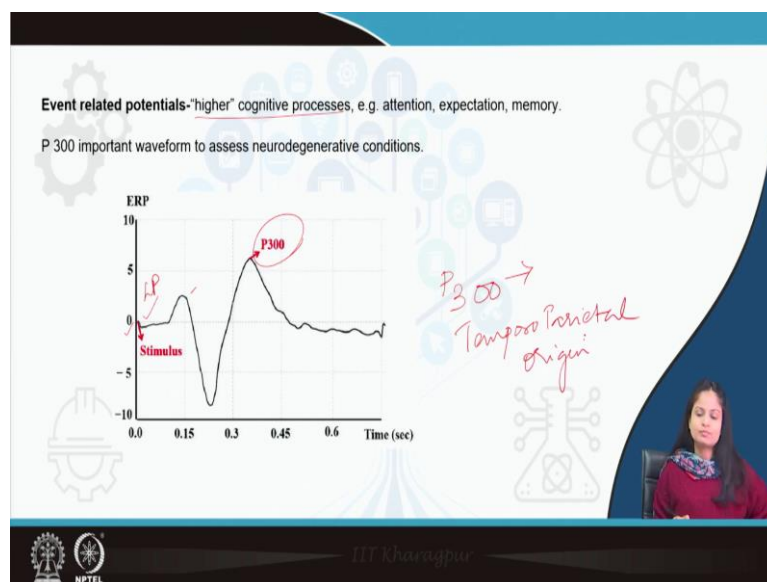 Event related potentials-“higher” cognitive processes, e.g. attention, expectation, memory.
P 300 important waveform to assess neurodegenerative conditions.
ERP
10
5
0
-5
-10
P300
Stimulus
0.0 0.15 0.3 0.45 0.6 Time (sec)
P300 →
Temporo Parietal
origin
IIT Kharagpur
NPTEL